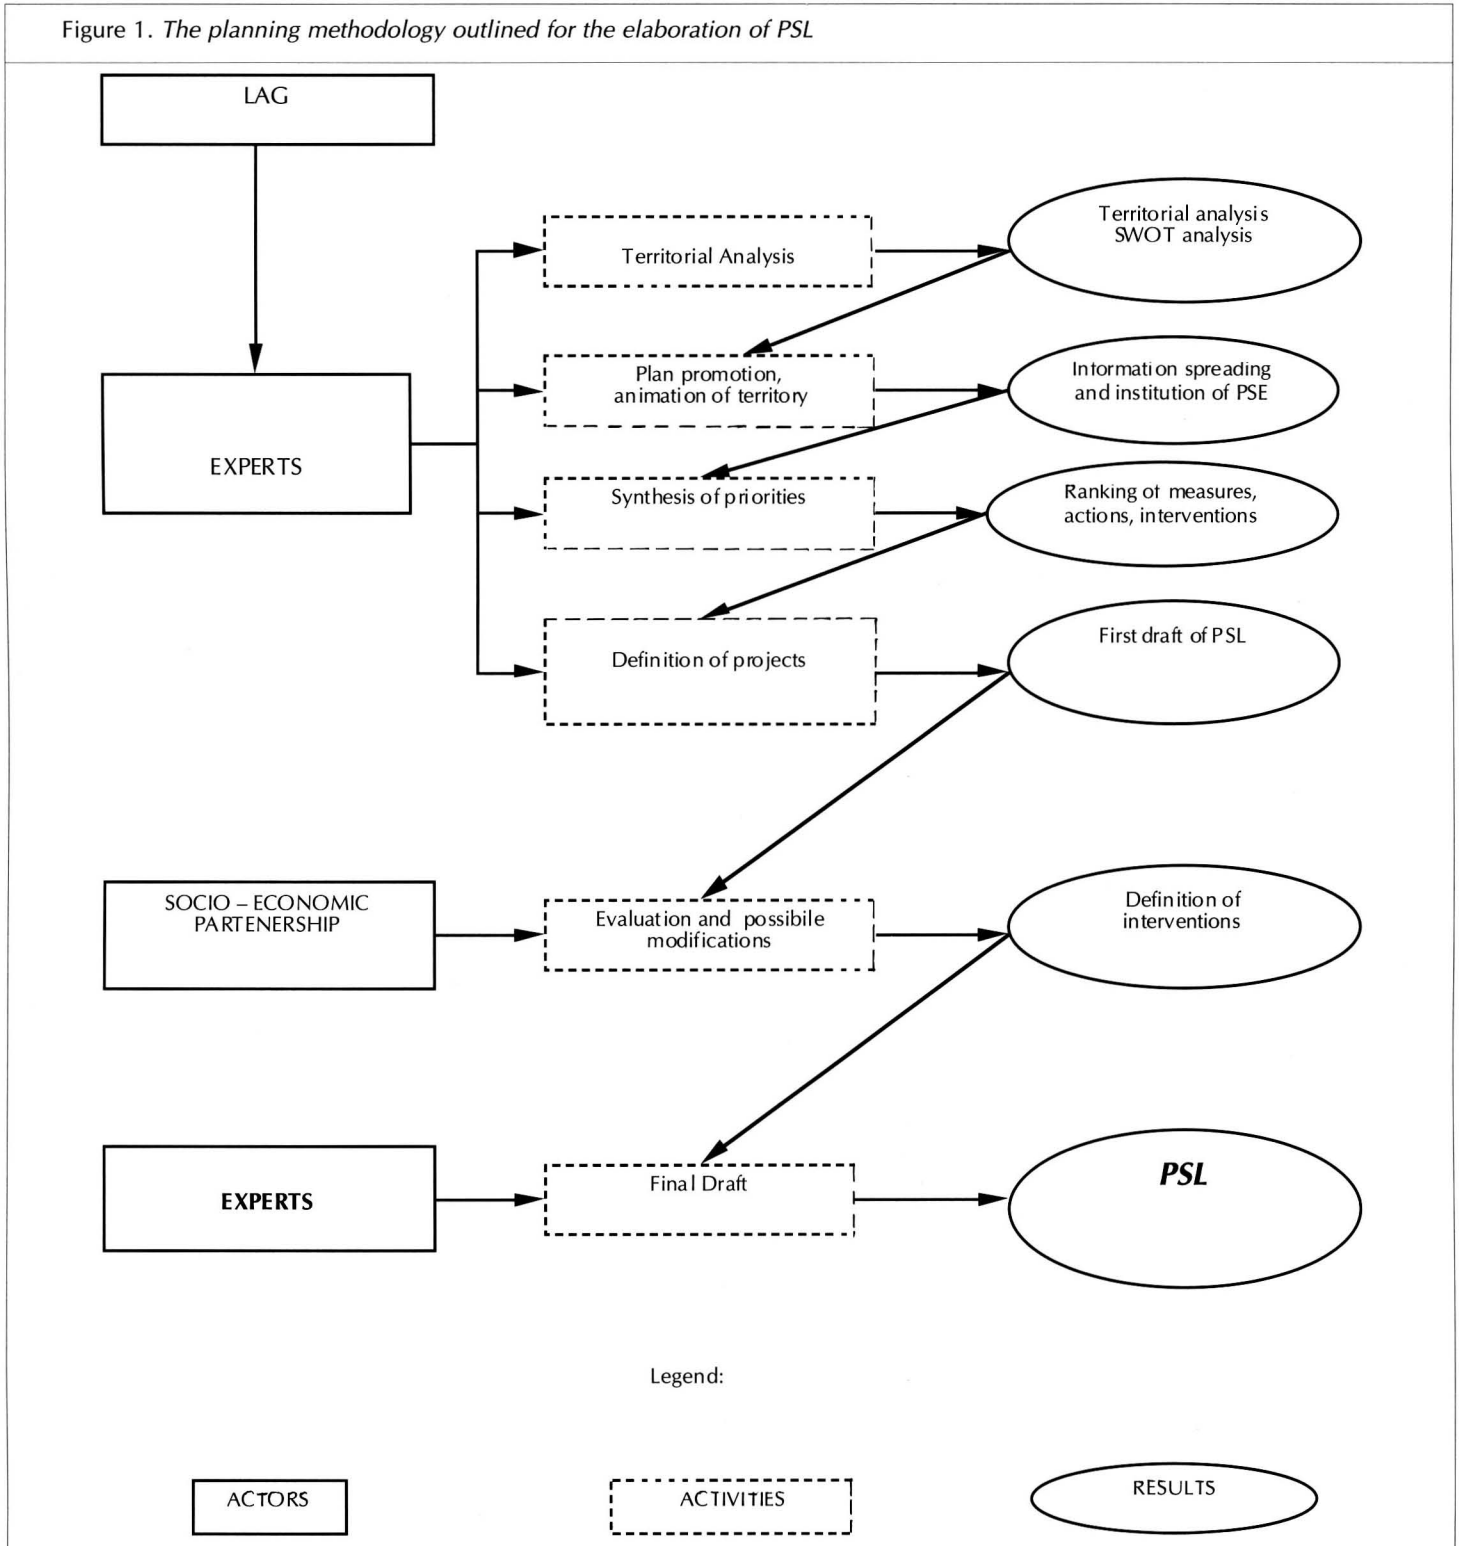 Figure 1. The planning methodology outlined for the elaboration of PSL
LAG
Territorial analysis
SWOT analysis
Territorial Analysis
Plan promotion,
animation of territory
Information spreading
and institution of PSE
EXPERTS
Synthesis of priorities
Ranking of measures,
actions, interventions
Definition of projects
First draft of PSL
SOCIO – ECONOMIC
PARTENERSHIP
Evaluation and possibile
modifications
Definition of
interventions
EXPERTS
Final Draft
PSL
Legend:
ACTORS
ACTIVITIES
RESULTS